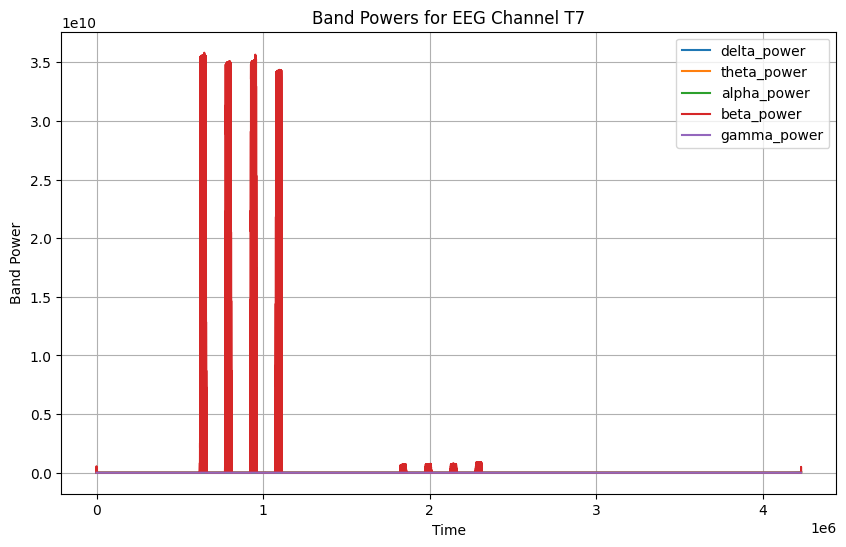 Band Powers for EEG Channel T7
1e10
delta_power
theta_power
alpha_power
beta_power
gamma_power
3.5
3.0
2.5
2.0
1.5
1.0
0.5
0.0
Band Power
0 1 2 3 4
1e6
Time